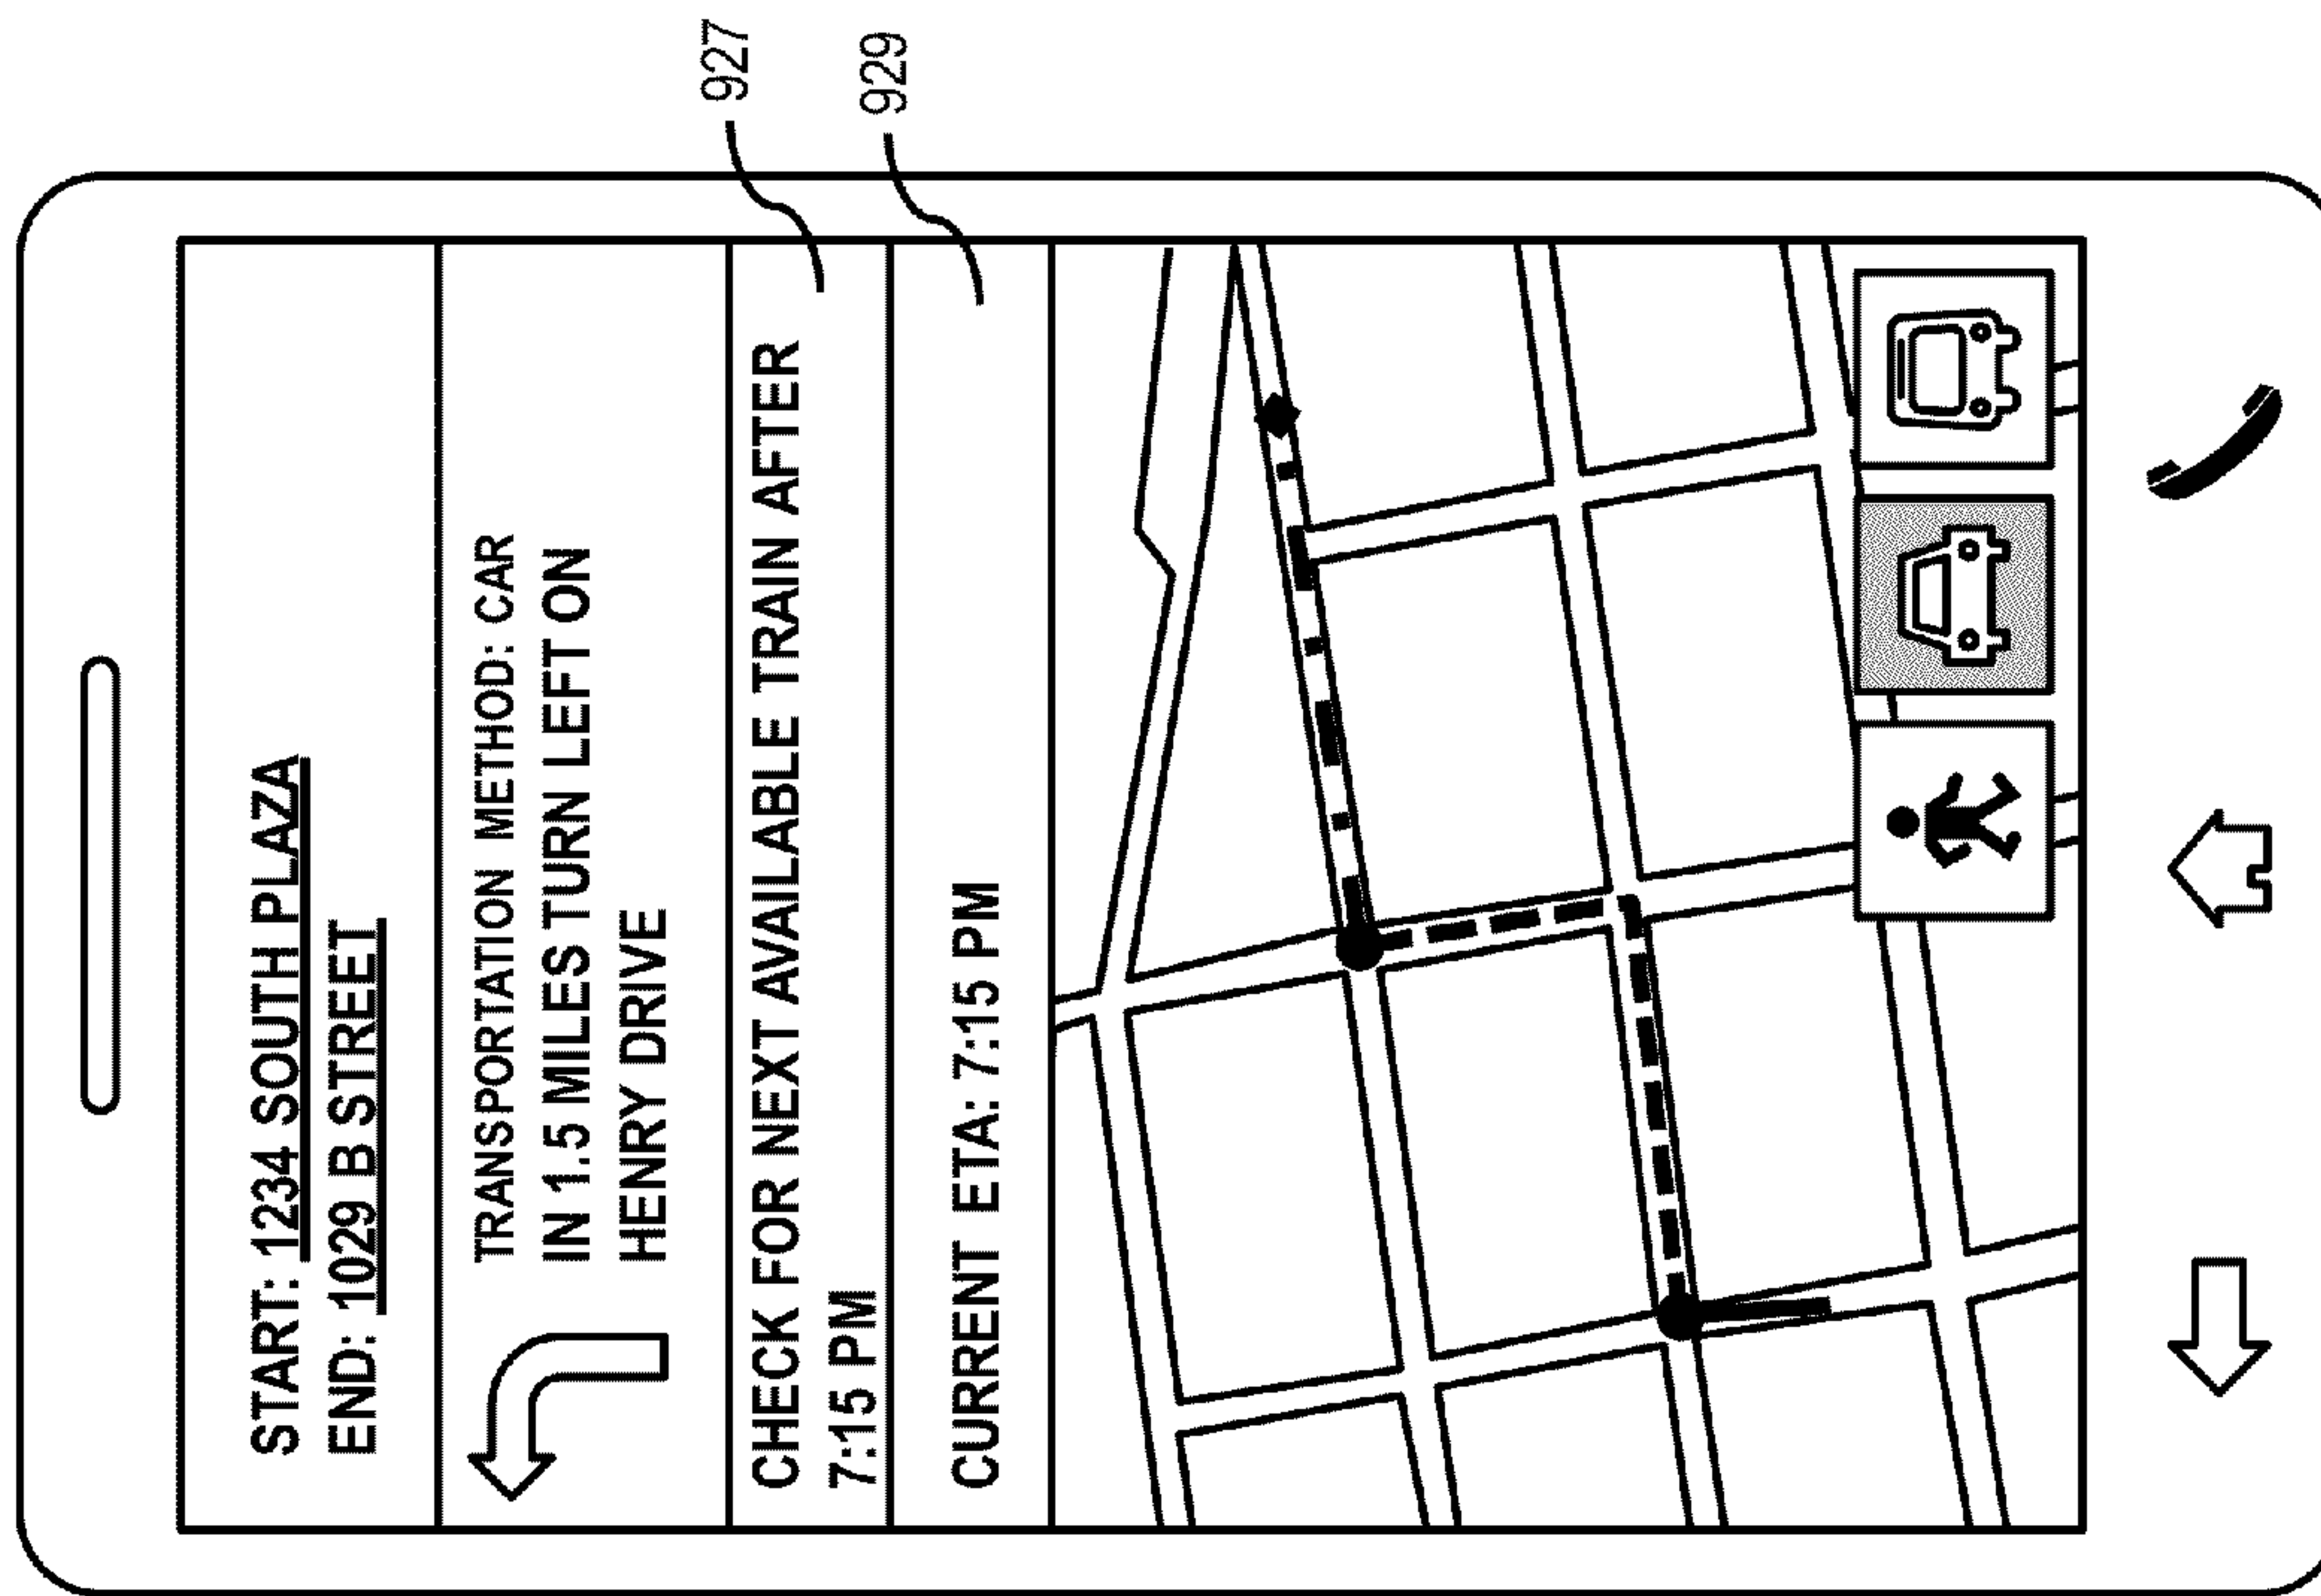 START: 1234 SOUTH PLAZA
END: 1029 B STREET
TRANSPORTATION METHOD: CAR
IN 1.5 MILES TURN LEFT ON
HENRY DRIVE
CHECK FOR NEXT AVAILABLE TRAIN AFTER
7:15 PM
927
CURRENT ETA: 7:15 PM
929